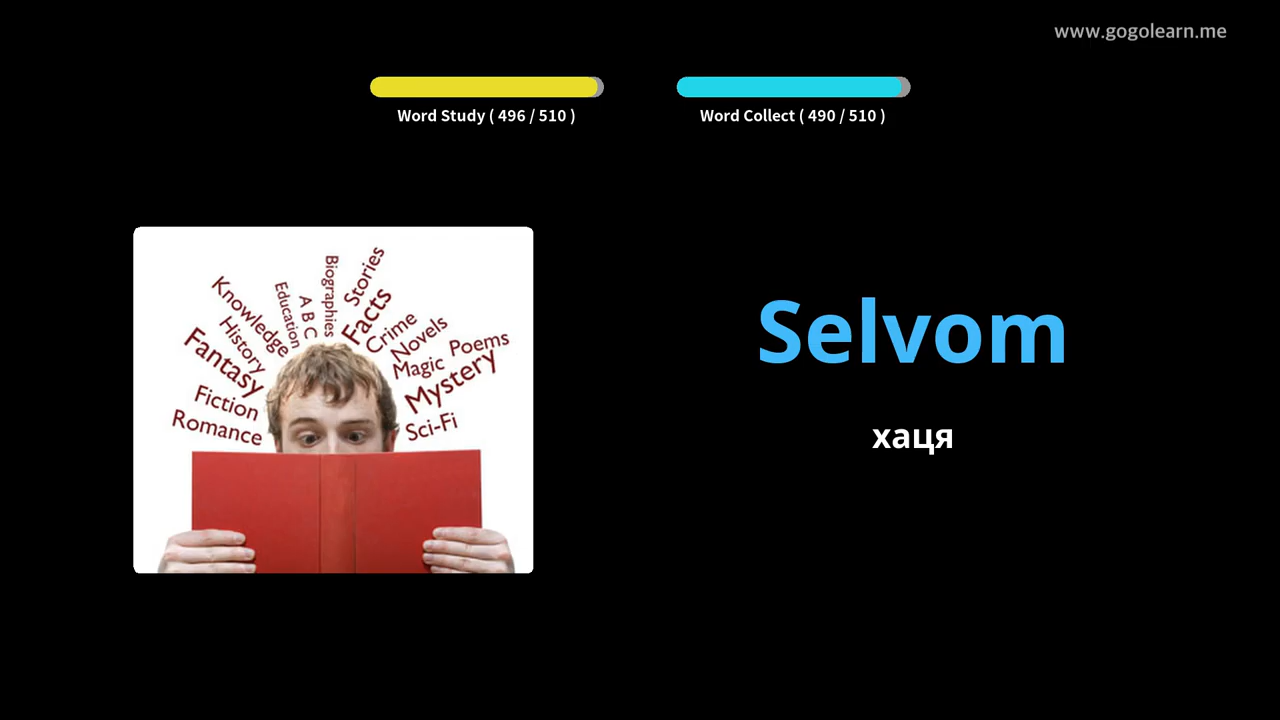 www.gogolearn.me
Word Study ( 496 / 510 )
Word Collect ( 490 / 510 )
Biographies
Stories
Education
A B C
Facts
Knowledge
Crime
History
Novels
Fantasy
Magic
Poems
Mystery
Fiction
Romance
Sci-Fi
Selvom
хаця